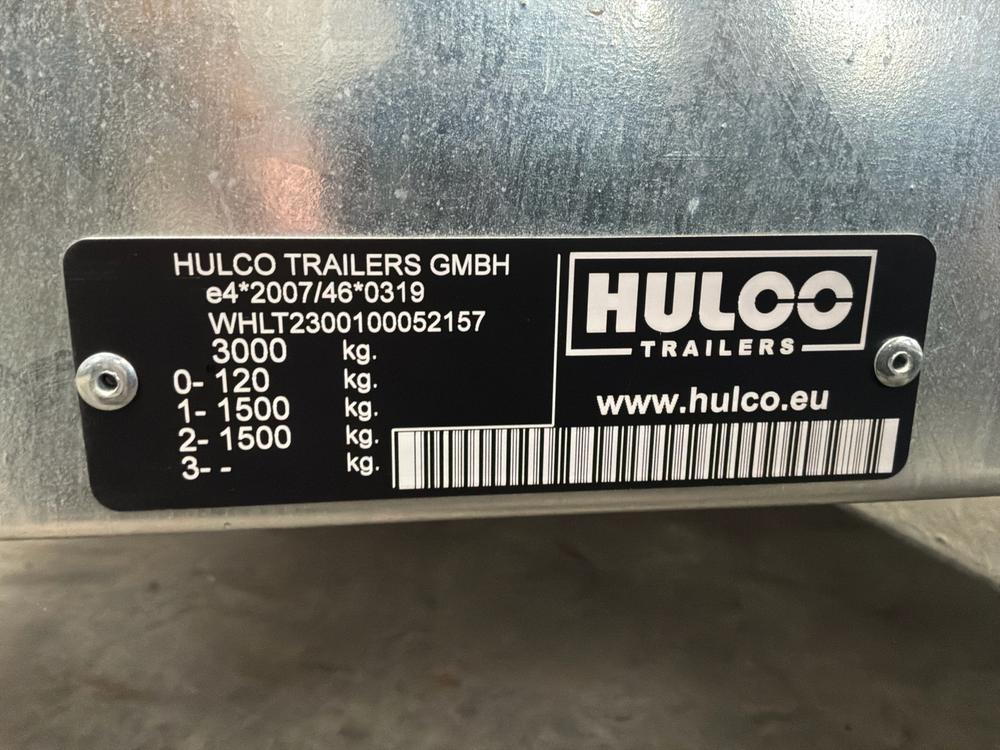 HULCO TRAILERS GMBH
e4*2007/46*0319
WHLT2300100052157
3000 kg.
0- 120 kg.
1- 1500 kg.
2- 1500 kg.
3- - kg.
HULCO
TRAILERS
www.hulco.eu